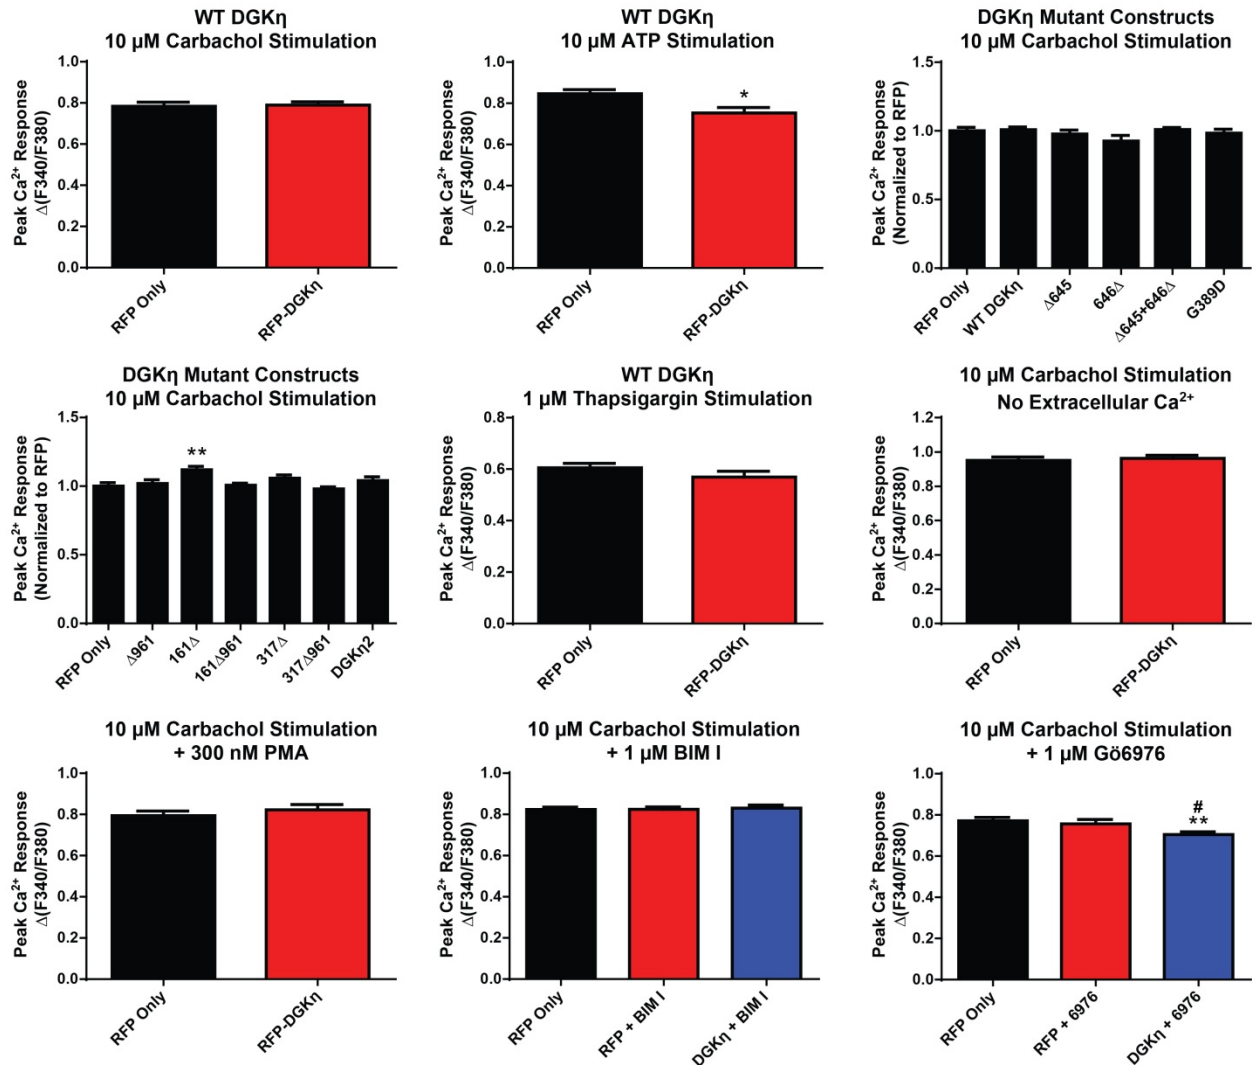 WT DGKη
10 µM Carbachol Stimulation
Peak Ca²⁺ Response
Δ(F340/F380)
1.0
0.8
0.6
0.4
0.2
0.0
RFP Only
RFP-DGKη
WT DGKη
10 µM ATP Stimulation
Peak Ca²⁺ Response
Δ(F340/F380)
1.0
0.8
0.6
0.4
0.2
0.0
*
RFP Only
RFP-DGKη
DGKη Mutant Constructs
10 µM Carbachol Stimulation
Peak Ca²⁺ Response
(Normalized to RFP)
1.5
1.0
0.5
0.0
RFP Only
WT DGKη
Δ645
646Δ
Δ645+646Δ
G389D
DGKη Mutant Constructs
10 µM Carbachol Stimulation
Peak Ca²⁺ Response
(Normalized to RFP)
1.5
1.0
0.5
0.0
**
RFP Only
Δ961
161Δ
161Δ961
317Δ
317Δ961
DGKη2
WT DGKη
1 µM Thapsigargin Stimulation
Peak Ca²⁺ Response
Δ(F340/F380)
0.8
0.6
0.4
0.2
0.0
RFP Only
RFP-DGKη
10 µM Carbachol Stimulation
No Extracellular Ca²⁺
Peak Ca²⁺ Response
Δ(F340/F380)
1.2
1.0
0.8
0.6
0.4
0.2
0.0
RFP Only
RFP-DGKη
10 µM Carbachol Stimulation
+ 300 nM PMA
Peak Ca²⁺ Response
Δ(F340/F380)
1.0
0.8
0.6
0.4
0.2
0.0
RFP Only
RFP-DGKη
10 µM Carbachol Stimulation
+ 1 µM BIM I
Peak Ca²⁺ Response
Δ(F340/F380)
1.0
0.8
0.6
0.4
0.2
0.0
RFP Only
RFP + BIM I
DGKη + BIM I
10 µM Carbachol Stimulation
+ 1 µM Gö6976
Peak Ca²⁺ Response
Δ(F340/F380)
1.0
0.8
0.6
0.4
0.2
0.0
#
**
RFP Only
RFP + 6976
DGKη + 6976